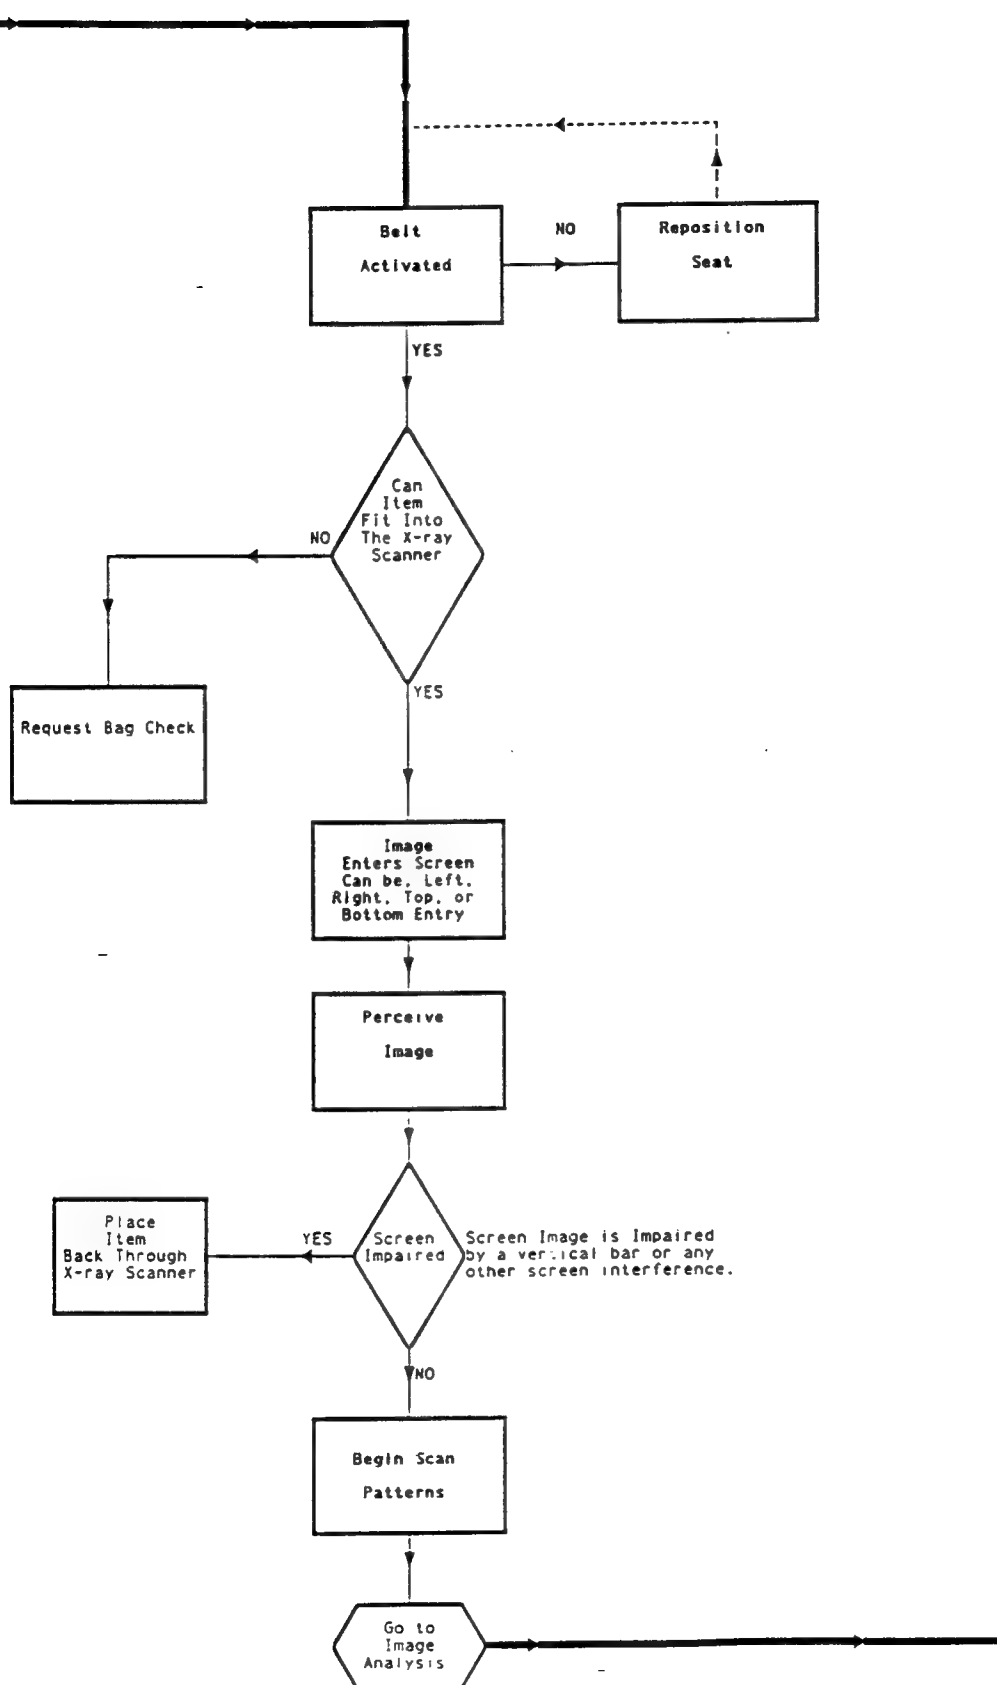 Belt
Activated
NO
Reposition
Seat
YES
Can
Item
Fit Into
The X-ray
Scanner
NO
YES
Request Bag Check
Image
Enters Screen
Can be, Left,
Right, Top, or
Bottom Entry
Perceive
Image
Place
Item
Back Through
X-ray Scanner
YES
Screen
Impaired
Screen Image is Impaired
by a vertical bar or any
other screen interference.
NO
Begin Scan
Patterns
Go to
Image
Analysis